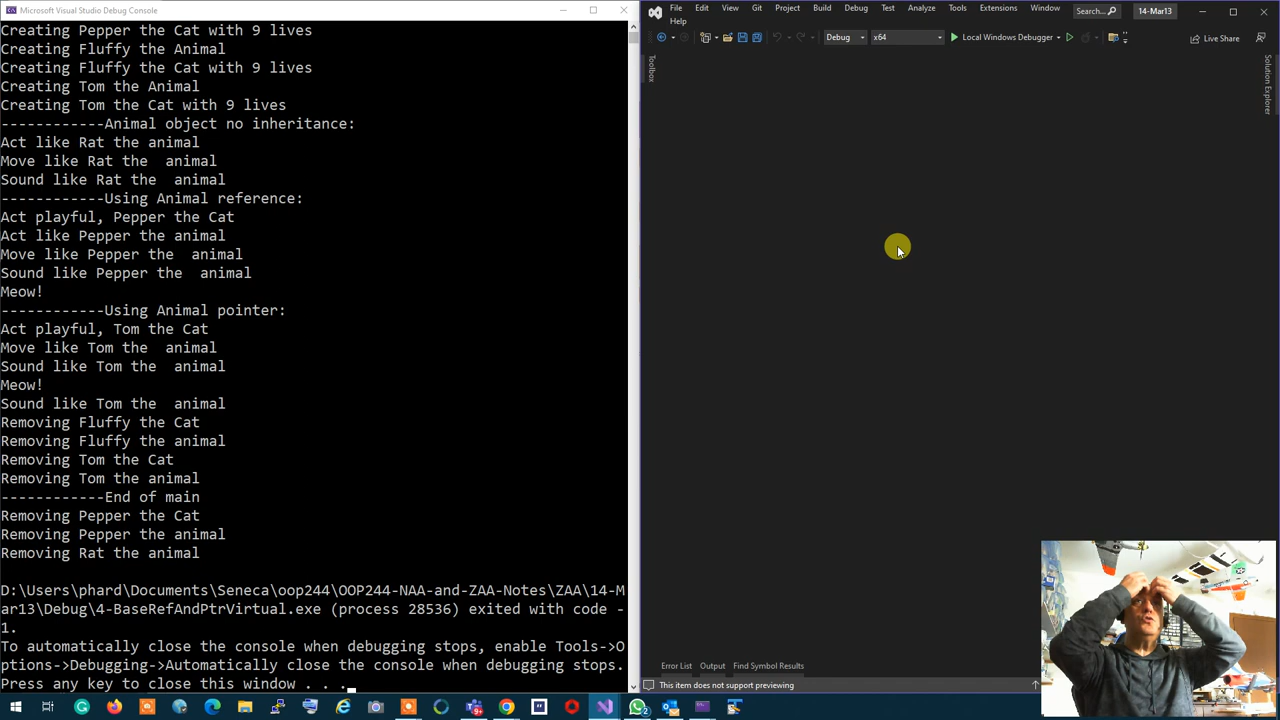 Microsoft Visual Studio Debug Console
Creating Pepper the Cat with 9 lives
Creating Fluffy the Animal
Creating Fluffy the Cat with 9 lives
Creating Tom the Animal
Creating Tom the Cat with 9 lives
------------Animal object no inheritance:
Act like Rat the animal
Move like Rat the  animal
Sound like Rat the  animal
------------Using Animal reference:
Act playful, Pepper the Cat
Act like Pepper the animal
Move like Pepper the  animal
Sound like Pepper the  animal
Meow!
------------Using Animal pointer:
Act playful, Tom the Cat
Move like Tom the  animal
Sound like Tom the  animal
Meow!
Sound like Tom the  animal
Removing Fluffy the Cat
Removing Fluffy the animal
Removing Tom the Cat
Removing Tom the animal
------------End of main
Removing Pepper the Cat
Removing Pepper the animal
Removing Rat the animal
D:\Users\phard\Documents\Seneca\oop244\OOP244-NAA-and-ZAA-Notes\ZAA\14-M
ar13\Debug\4-BaseRefAndPtrVirtual.exe (process 28536) exited with code -
1.
To automatically close the console when debugging stops, enable Tools->O
ptions->Debugging->Automatically close the console when debugging stops.
Press any key to close this window . . .
File Edit View Git Project Build Debug Test Analyze Tools Extensions Window
Help
Search...
14-Mar13
Debug x64 Local Windows Debugger Live Share
Toolbox
Solution Explorer
Error List Output Find Symbol Results
This item does not support previewing